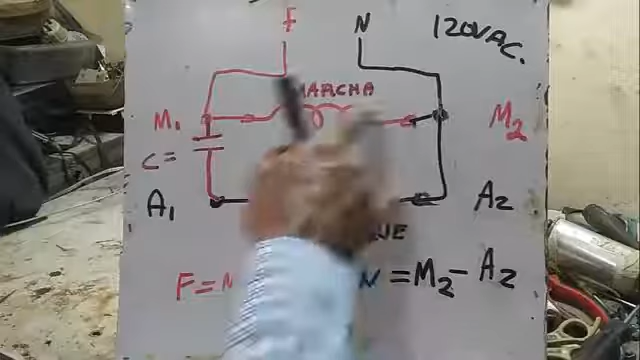 F N 120VAC.
MARCHA
M1 M2
C=
A1 A2
F= N=M2-A2